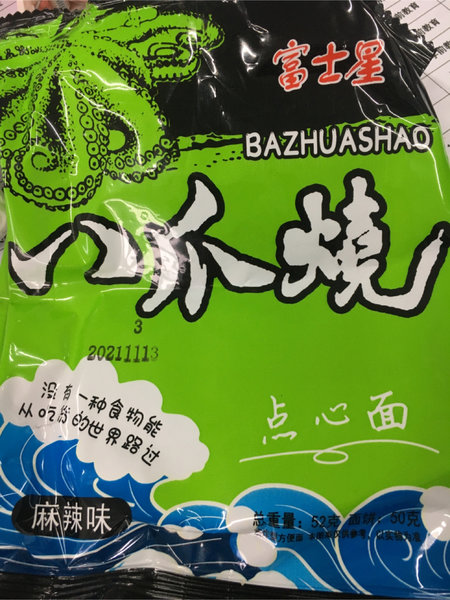 富士星
BAZHUASHAO
八爪燒
3
20211113
没有一种食物能
从吃货的世界路过
点心面
麻辣味
总重量：52克 面饼：50克